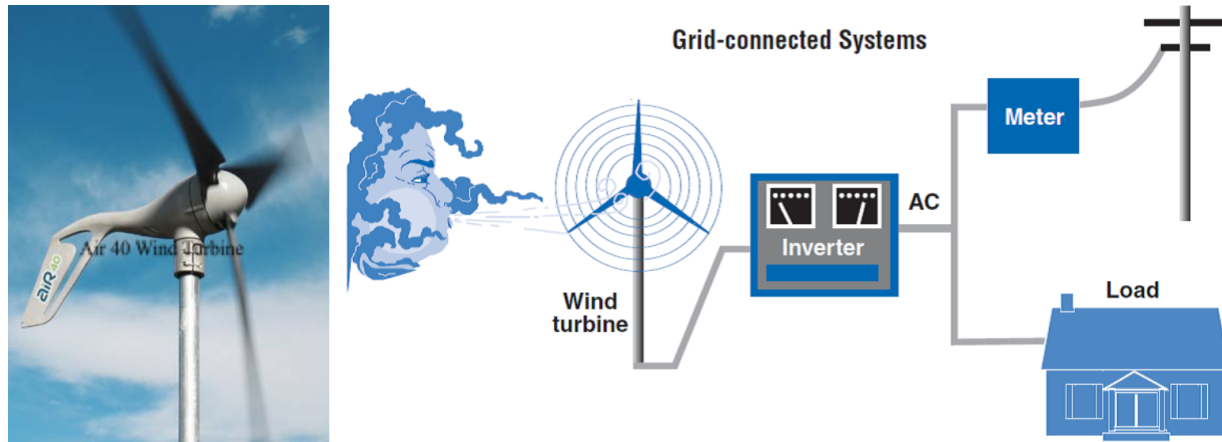 Air 40 Wind Turbine
aiR40
Grid-connected Systems
Wind
turbine
Inverter
AC
Meter
Load